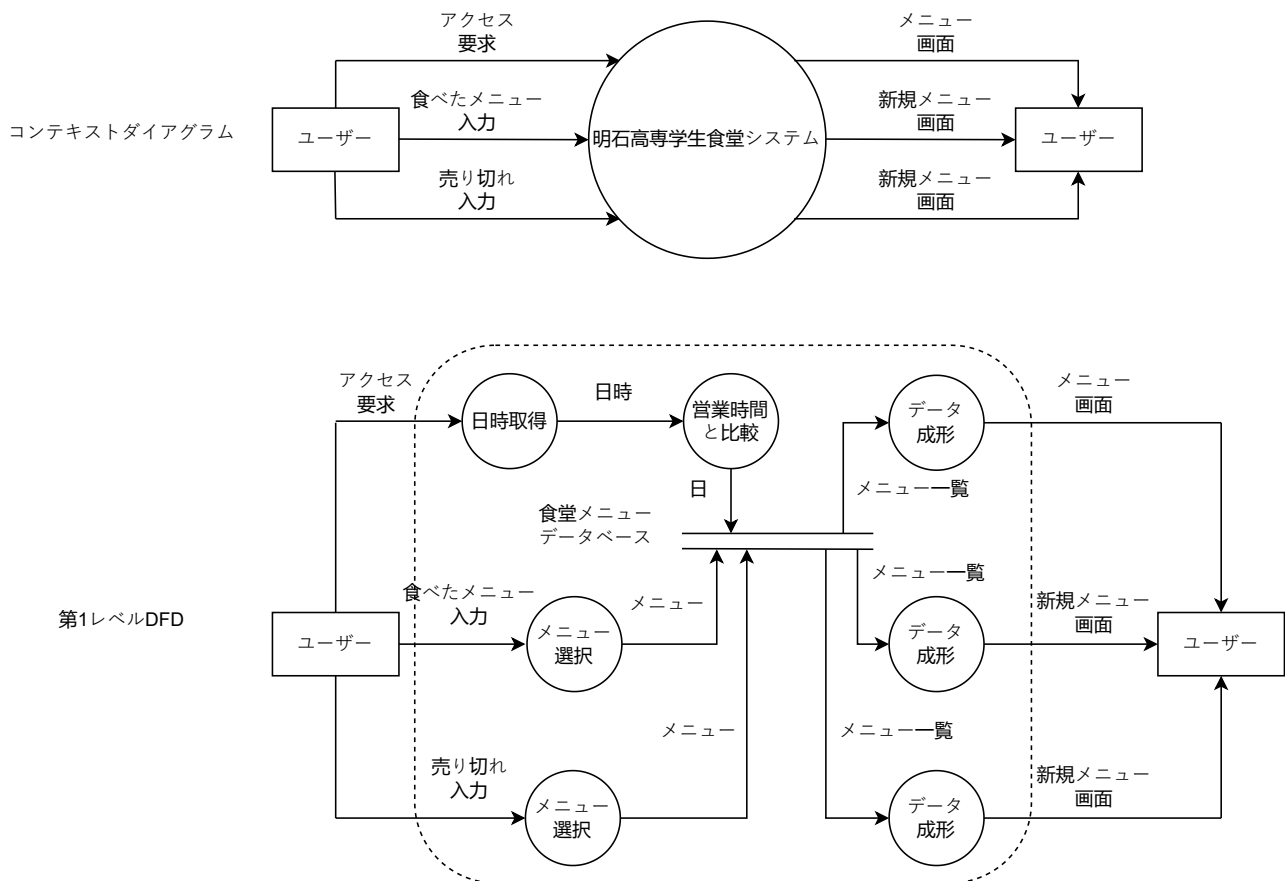 アクセス
要求
メニュー
画面
食べたメニュー
入力
新規メニュー
画面
コンテキストダイアグラム
ユーザー
明石高専学生食堂システム
ユーザー
売り切れ
入力
新規メニュー
画面
アクセス
要求
日時
メニュー
画面
日時取得
営業時間
と比較
データ
成形
日
メニュー一覧
食堂メニュー
データベース
メニュー一覧
食べたメニュー
入力
メニュー
新規メニュー
画面
第1レベルDFD
ユーザー
メニュー
選択
データ
成形
ユーザー
メニュー
メニュー一覧
売り切れ
入力
新規メニュー
画面
メニュー
選択
データ
成形